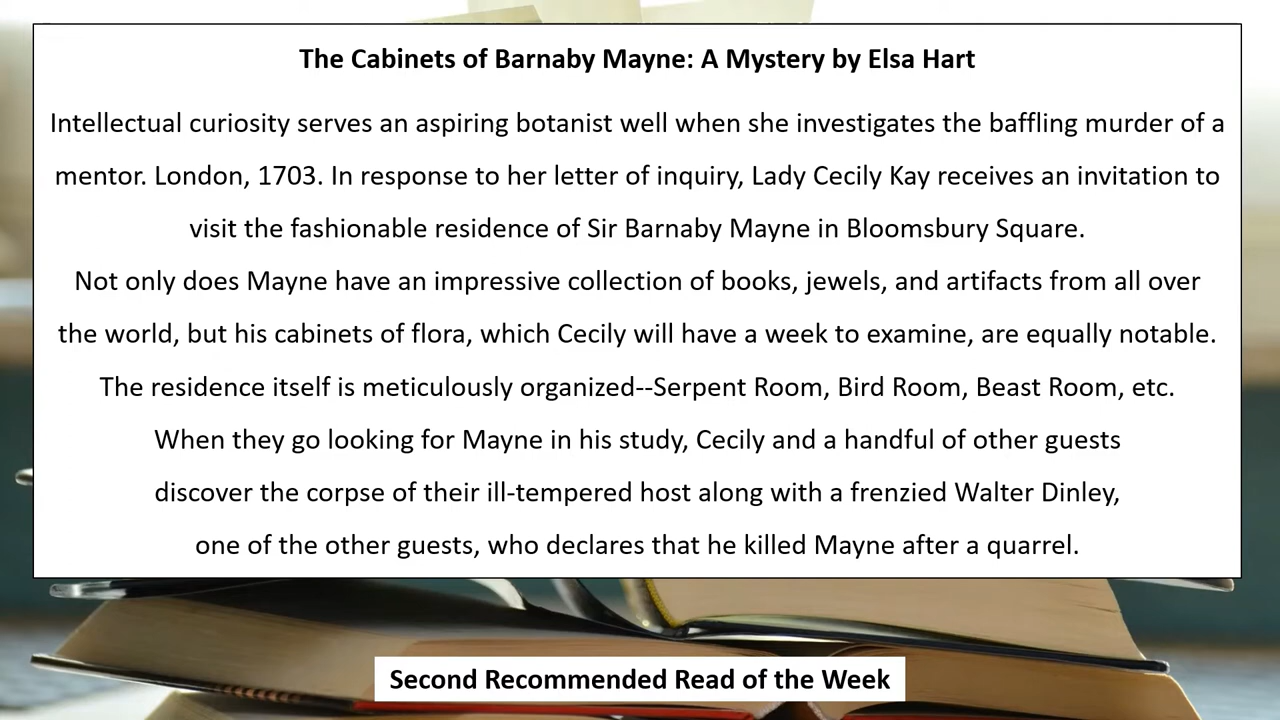 The Cabinets of Barnaby Mayne: A Mystery by Elsa Hart
Intellectual curiosity serves an aspiring botanist well when she investigates the baffling murder of a
mentor. London, 1703. In response to her letter of inquiry, Lady Cecily Kay receives an invitation to
visit the fashionable residence of Sir Barnaby Mayne in Bloomsbury Square.
Not only does Mayne have an impressive collection of books, jewels, and artifacts from all over
the world, but his cabinets of flora, which Cecily will have a week to examine, are equally notable.
The residence itself is meticulously organized--Serpent Room, Bird Room, Beast Room, etc.
When they go looking for Mayne in his study, Cecily and a handful of other guests
discover the corpse of their ill-tempered host along with a frenzied Walter Dinley,
one of the other guests, who declares that he killed Mayne after a quarrel.
Second Recommended Read of the Week